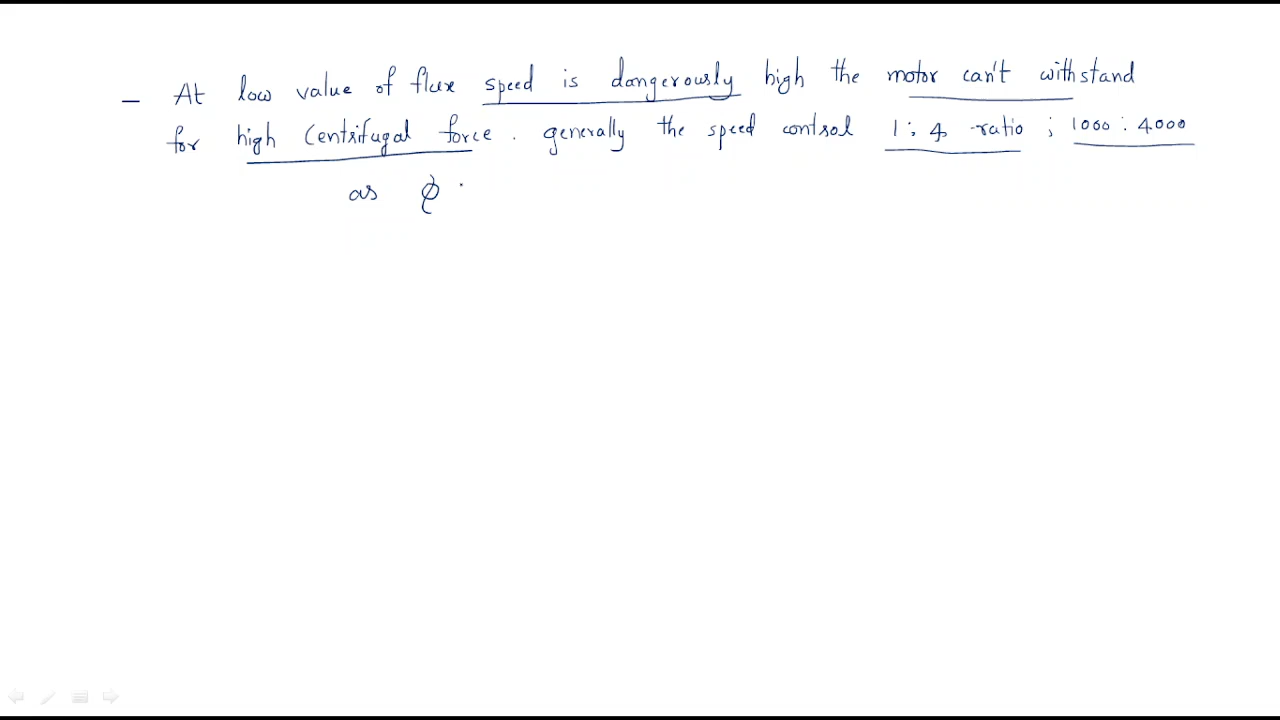 – At low value of flux speed is dangerously high the motor can't withstand
for high Centrifugal force . generally the speed control 1 : 4 ratio ; 1000 : 4000
as φ